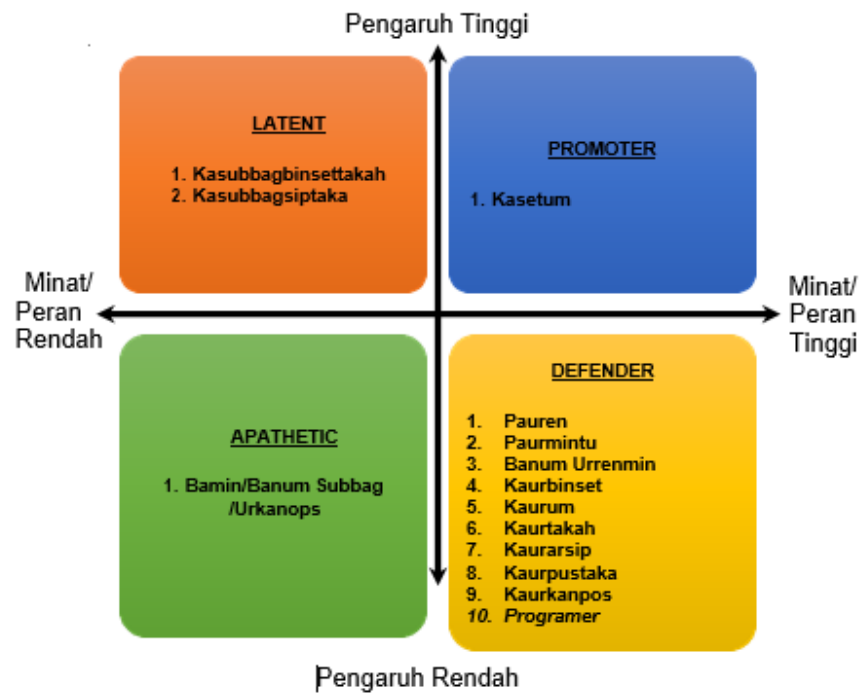 Pengaruh Tinggi
LATENT
1. Kasubbagbinsettakah
2. Kasubbagsiptaka
PROMOTER
1. Kasetum
Minat/
Peran
Rendah
Minat/
Peran
Tinggi
APATHETIC
1. Bamin/Banum Subbag
/Urkanops
DEFENDER
1. Pauren
2. Paurmintu
3. Banum Urrenmin
4. Kaurbinset
5. Kaurum
6. Kaurtakah
7. Kaurarsip
8. Kaurpustaka
9. Kaurkanpos
10. Programer
Pengaruh Rendah